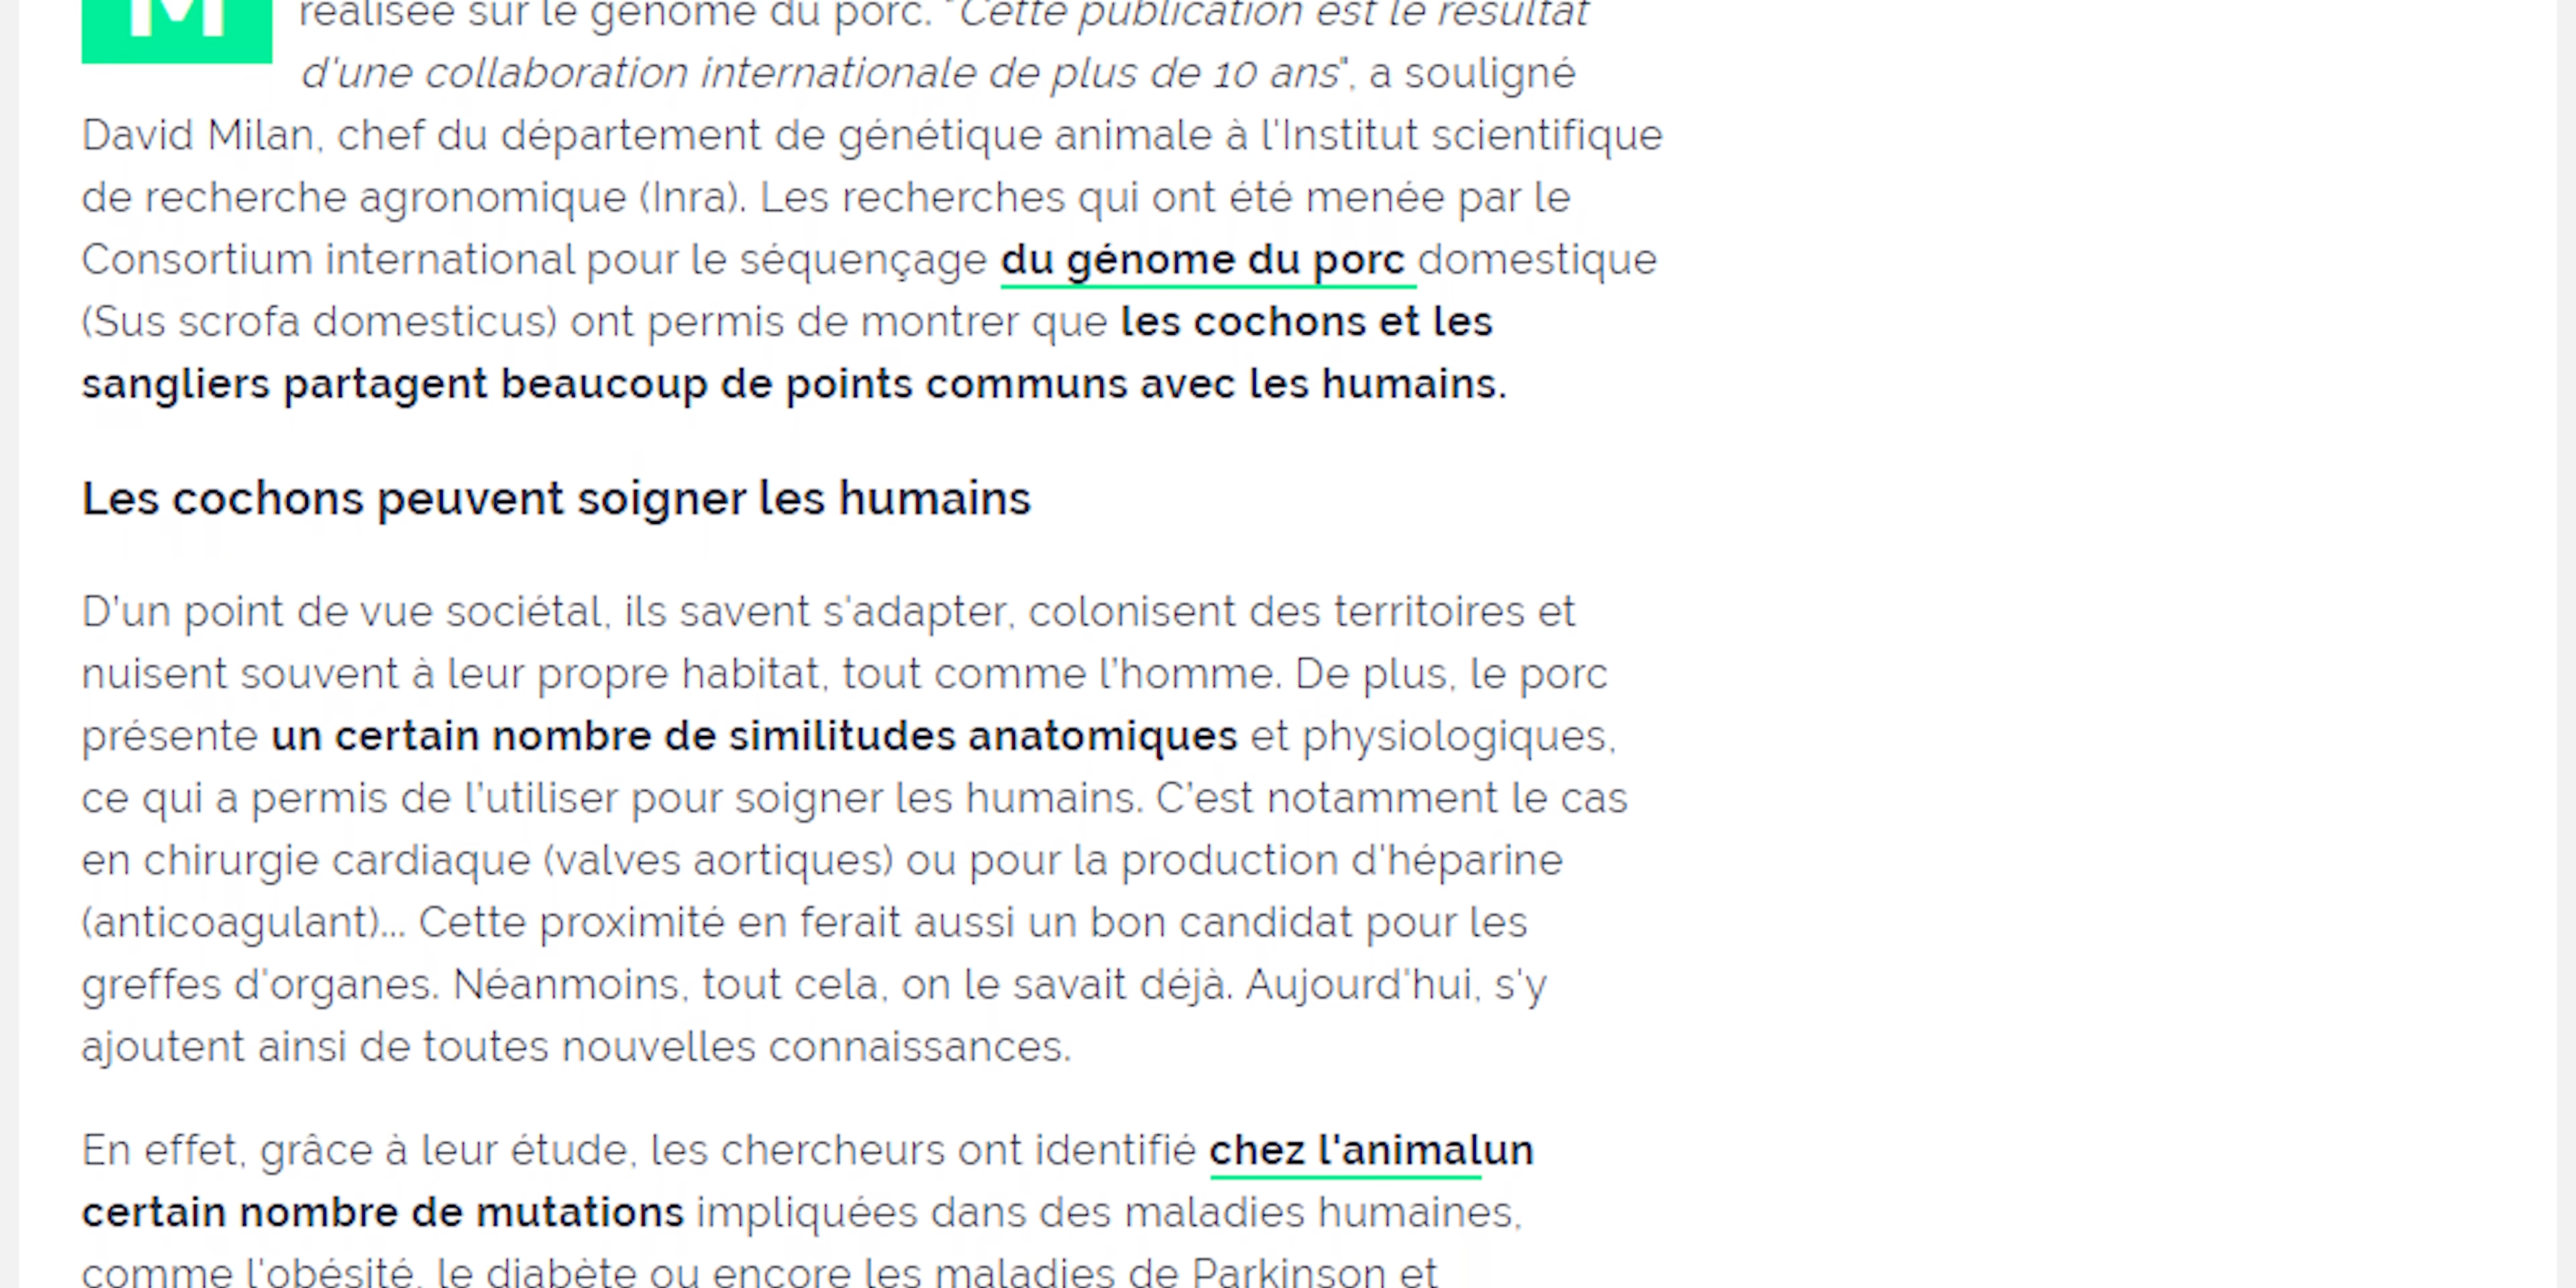 M
réalisée sur le génome du porc. "Cette publication est le résultat
d'une collaboration internationale de plus de 10 ans", a souligné
David Milan, chef du département de génétique animale à l'Institut scientifique
de recherche agronomique (Inra). Les recherches qui ont été menée par le
Consortium international pour le séquençage du génome du porc domestique
(Sus scrofa domesticus) ont permis de montrer que les cochons et les
sangliers partagent beaucoup de points communs avec les humains.
Les cochons peuvent soigner les humains
D'un point de vue sociétal, ils savent s'adapter, colonisent des territoires et
nuisent souvent à leur propre habitat, tout comme l'homme. De plus, le porc
présente un certain nombre de similitudes anatomiques et physiologiques,
ce qui a permis de l'utiliser pour soigner les humains. C'est notamment le cas
en chirurgie cardiaque (valves aortiques) ou pour la production d'héparine
(anticoagulant)... Cette proximité en ferait aussi un bon candidat pour les
greffes d'organes. Néanmoins, tout cela, on le savait déjà. Aujourd'hui, s'y
ajoutent ainsi de toutes nouvelles connaissances.
En effet, grâce à leur étude, les chercheurs ont identifié chez l'animalun
certain nombre de mutations impliquées dans des maladies humaines,
comme l'obésité, le diabète ou encore les maladies de Parkinson et